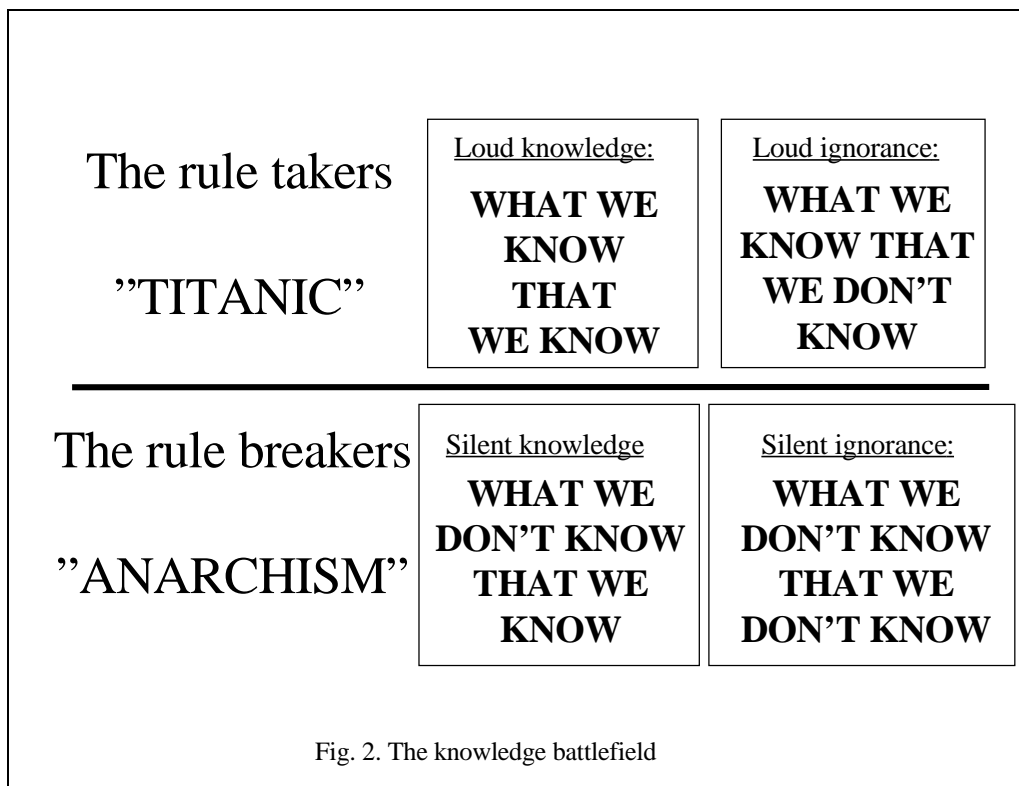 The rule takers
”TITANIC”
Loud knowledge:
WHAT WE
KNOW
THAT
WE KNOW
Loud ignorance:
WHAT WE
KNOW THAT
WE DON’T
KNOW
The rule breakers
”ANARCHISM”
Silent knowledge
WHAT WE
DON’T KNOW
THAT WE
KNOW
Silent ignorance:
WHAT WE
DON’T KNOW
THAT WE
DON’T KNOW
Fig. 2. The knowledge battlefield